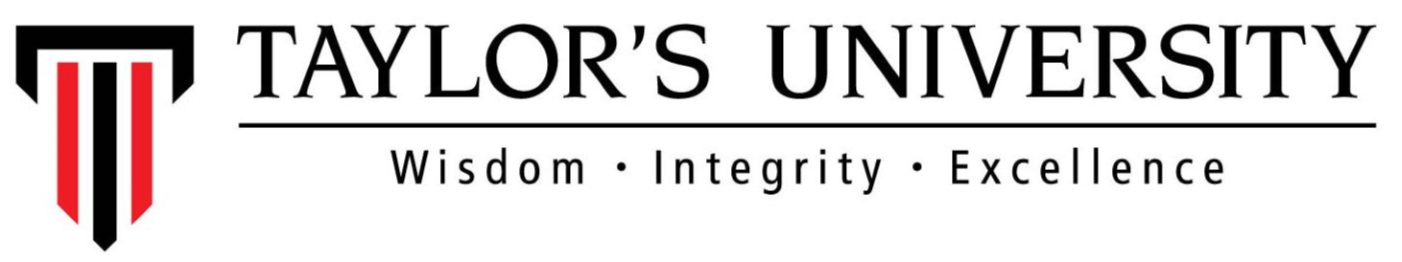 TAYLOR'S UNIVERSITY
Wisdom · Integrity · Excellence